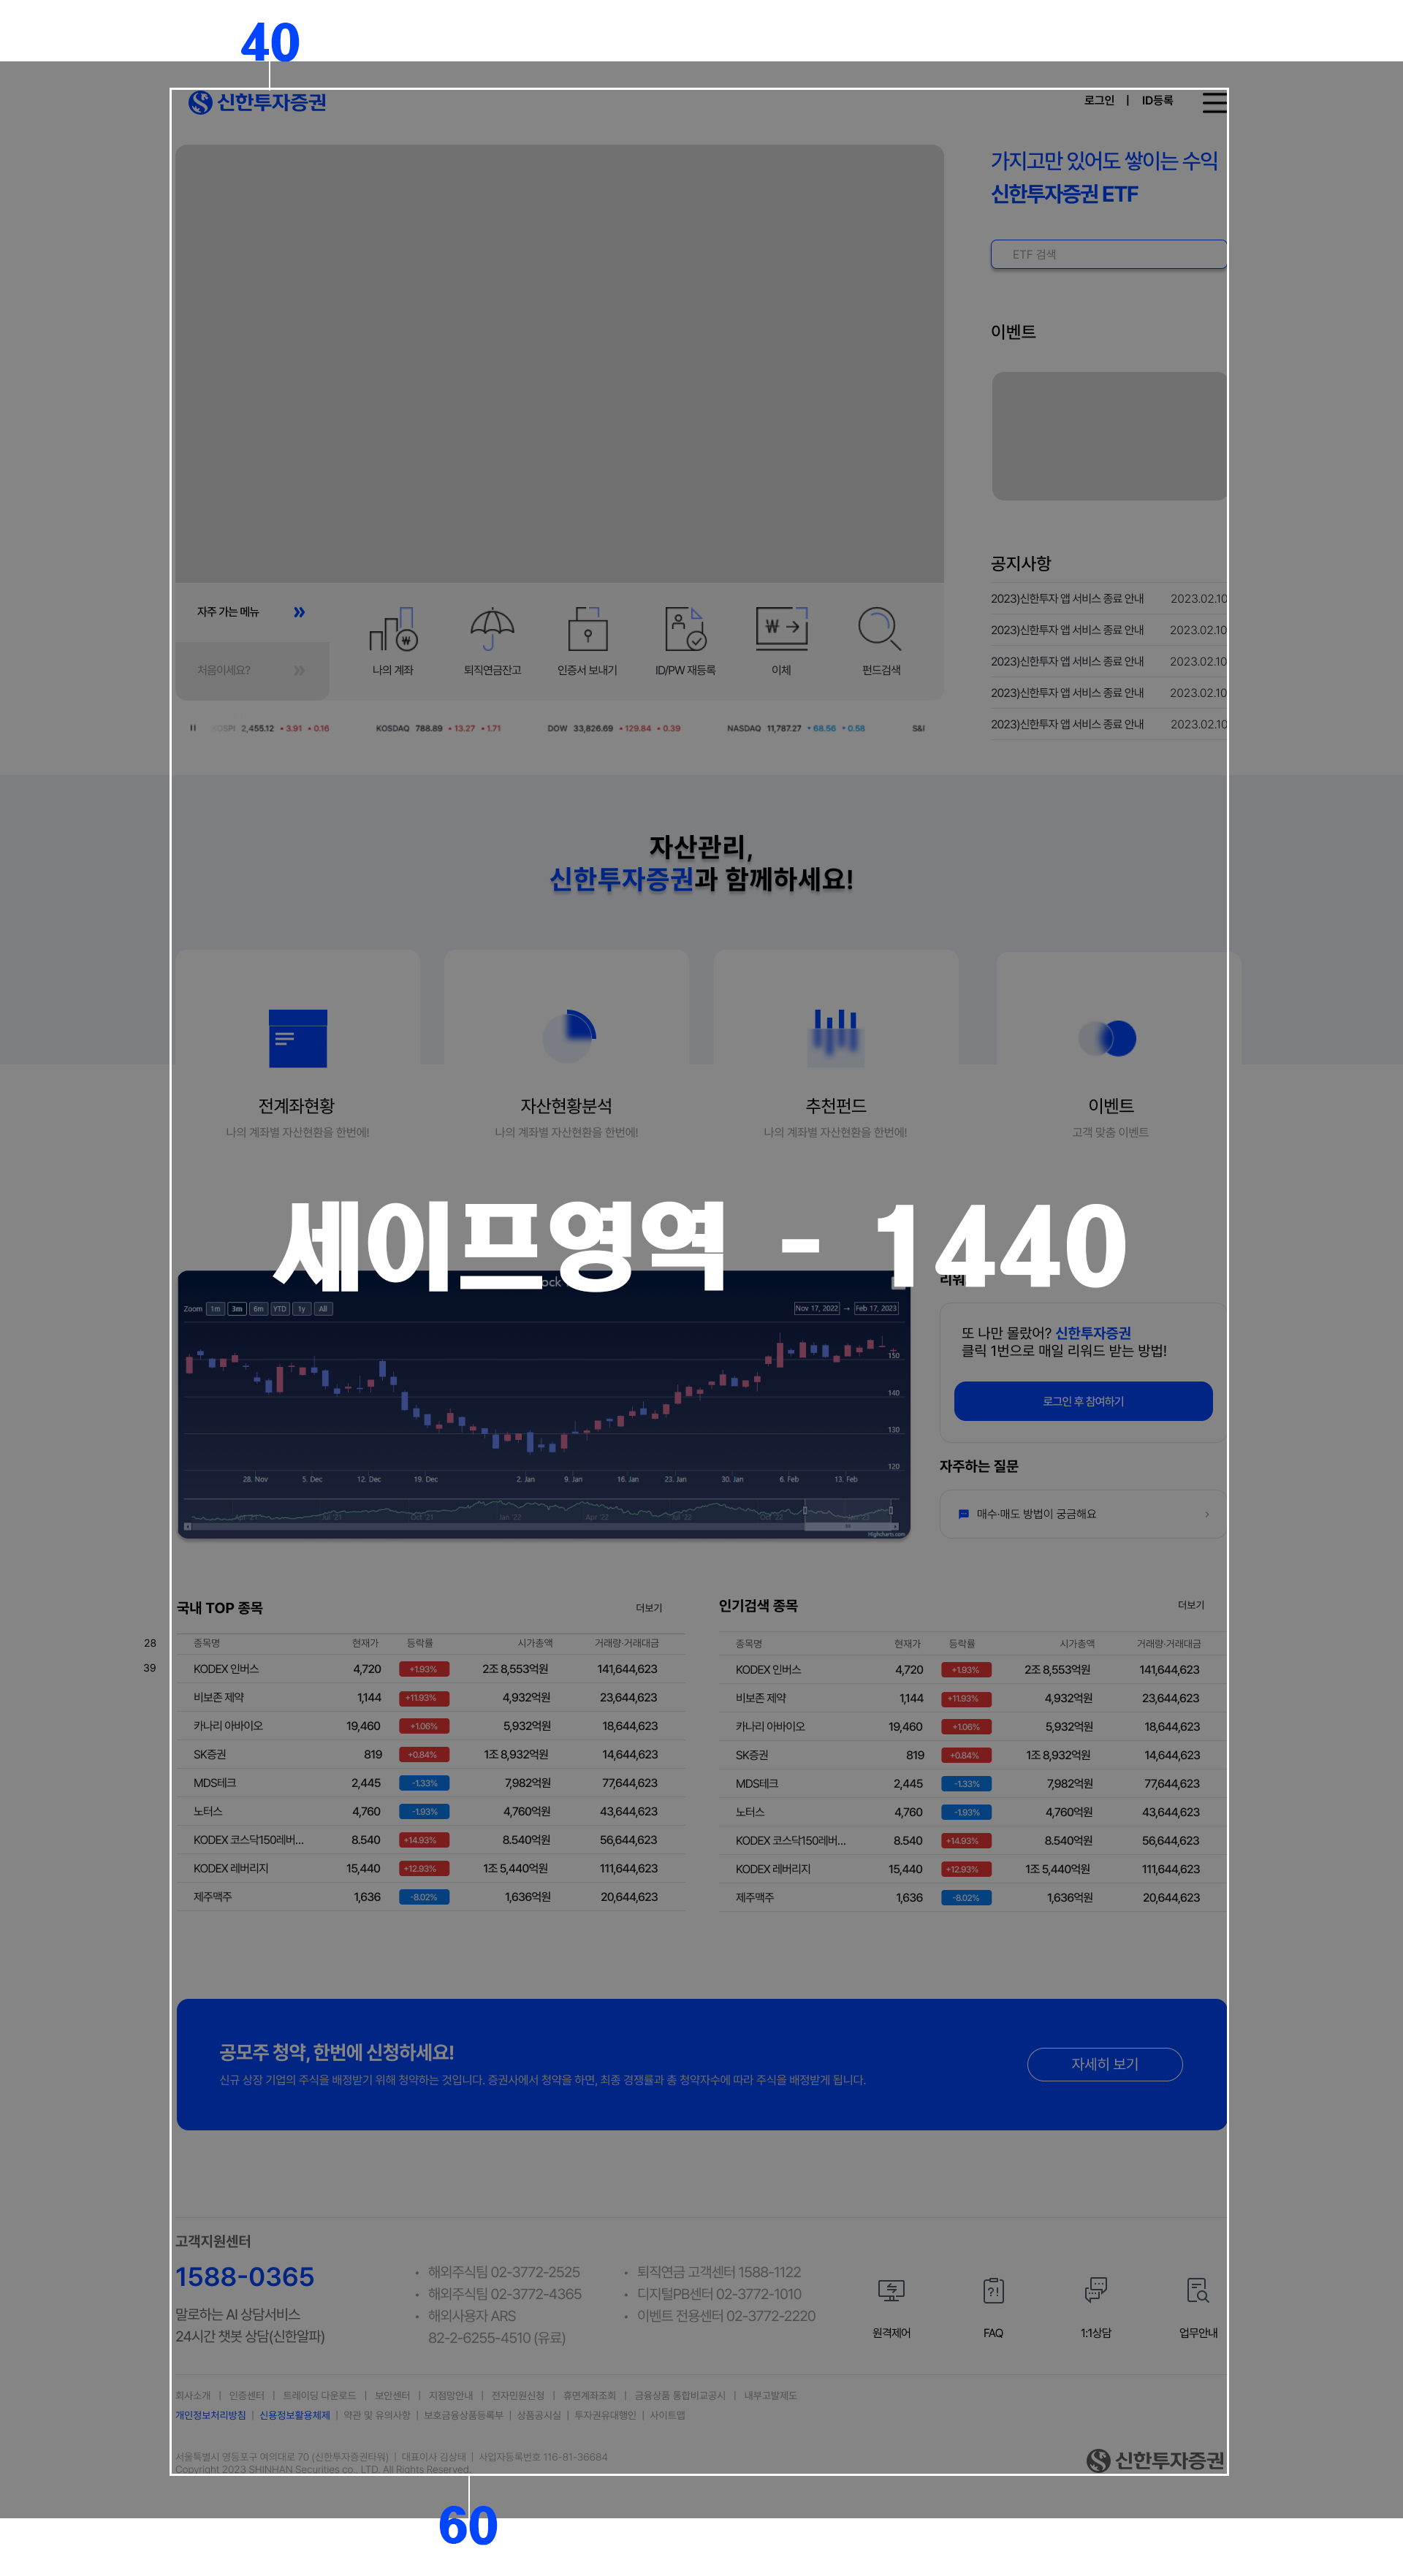 40
신한투자증권
로그인 | ID등록
가지고만 있어도 쌓이는 수익
신한투자증권 ETF
ETF 검색
이벤트
공지사항
2023)신한투자 앱 서비스 종료 안내 2023.02.10
2023)신한투자 앱 서비스 종료 안내 2023.02.10
2023)신한투자 앱 서비스 종료 안내 2023.02.10
2023)신한투자 앱 서비스 종료 안내 2023.02.10
2023)신한투자 앱 서비스 종료 안내 2023.02.10
자주 가는 메뉴
처음이세요?
나의 계좌
퇴직연금잔고
인증서 보내기
ID/PW 재등록
이체
펀드검색
OSPI 2,455.12 3.91 0.16 KOSDAQ 788.89 13.27 1.71 DOW 33,826.69 129.84 0.39 NASDAQ 11,787.27 68.56 0.58 S&I
자산관리,
신한투자증권과 함께하세요!
전계좌현황
나의 계좌별 자산현환을 한번에!
자산현황분석
나의 계좌별 자산현환을 한번에!
추천펀드
나의 계좌별 자산현환을 한번에!
이벤트
고객 맞춤 이벤트
세이프영역 - 1440
Zoom 1m 3m 6m YTD 1y All Nov 17, 2022 → Feb 17, 2023
150
140
130
120
28. Nov 5. Dec 12. Dec 19. Dec 2. Jan 9. Jan 16. Jan 23. Jan 30. Jan 6. Feb 13. Feb
Apr '21 Jul '21 Oct '21 Jan '22 Apr '22 Jul '22 Oct '22
Highcharts.com
리워
또 나만 몰랐어? 신한투자증권
클릭 1번으로 매일 리워드 받는 방법!
로그인 후 참여하기
자주하는 질문
매수·매도 방법이 궁금해요
국내 TOP 종목 더보기
28
39
종목명 현재가 등락률 시가총액 거래량·거래대금
KODEX 인버스 4,720 +1.93% 2조 8,553억원 141,644,623
비보존 제약 1,144 +11.93% 4,932억원 23,644,623
카나리 아바이오 19,460 +1.06% 5,932억원 18,644,623
SK증권 819 +0.84% 1조 8,932억원 14,644,623
MDS테크 2,445 -1.33% 7,982억원 77,644,623
노터스 4,760 -1.93% 4,760억원 43,644,623
KODEX 코스닥150레버... 8.540 +14.93% 8.540억원 56,644,623
KODEX 레버리지 15,440 +12.93% 1조 5,440억원 111,644,623
제주맥주 1,636 -8.02% 1,636억원 20,644,623
인기검색 종목 더보기
종목명 현재가 등락률 시가총액 거래량·거래대금
KODEX 인버스 4,720 +1.93% 2조 8,553억원 141,644,623
비보존 제약 1,144 +11.93% 4,932억원 23,644,623
카나리 아바이오 19,460 +1.06% 5,932억원 18,644,623
SK증권 819 +0.84% 1조 8,932억원 14,644,623
MDS테크 2,445 -1.33% 7,982억원 77,644,623
노터스 4,760 -1.93% 4,760억원 43,644,623
KODEX 코스닥150레버... 8.540 +14.93% 8.540억원 56,644,623
KODEX 레버리지 15,440 +12.93% 1조 5,440억원 111,644,623
제주맥주 1,636 -8.02% 1,636억원 20,644,623
공모주 청약, 한번에 신청하세요!
신규 상장 기업의 주식을 배정받기 위해 청약하는 것입니다. 증권사에서 청약을 하면, 최종 경쟁률과 총 청약자수에 따라 주식을 배정받게 됩니다.
자세히 보기
고객지원센터
1588-0365
말로하는 AI 상담서비스
24시간 챗봇 상담(신한알파)
• 해외주식팀 02-3772-2525
• 해외주식팀 02-3772-4365
• 해외사용자 ARS
82-2-6255-4510 (유료)
• 퇴직연금 고객센터 1588-1122
• 디지털PB센터 02-3772-1010
• 이벤트 전용센터 02-3772-2220
원격제어
FAQ
1:1상담
업무안내
회사소개 | 인증센터 | 트레이딩 다운로드 | 보안센터 | 지점망안내 | 전자민원신청 | 휴면계좌조회 | 금융상품 통합비교공시 | 내부고발제도
개인정보처리방침 | 신용정보활용체제 | 약관 및 유의사항 | 보호금융상품등록부 | 상품공시실 | 투자권유대행인 | 사이트맵
서울특별시 영등포구 여의대로 70 (신한투자증권타워) | 대표이사 김상태 | 사업자등록번호 116-81-36684
Copyright 2023 SHINHAN Securities co., LTD. All Rights Reserved.
신한투자증권
60